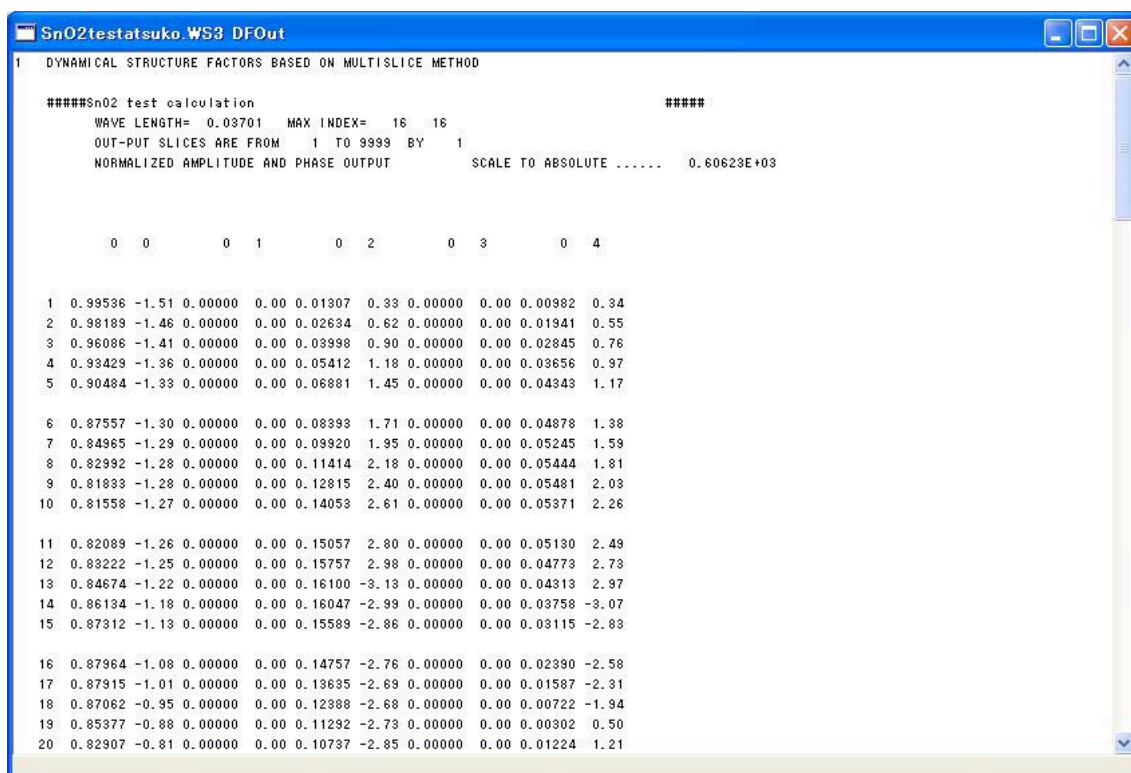 SnO2testatsuko.WS3 DFOut
1 DYNAMICAL STRUCTURE FACTORS BASED ON MULTISLICE METHOD
#####SnO2 test calculation #####
WAVE LENGTH= 0.03701 MAX INDEX= 16 16
OUT-PUT SLICES ARE FROM 1 TO 9999 BY 1
NORMALIZED AMPLITUDE AND PHASE OUTPUT SCALE TO ABSOLUTE ...... 0.60623E+03
0 0 0 1 0 2 0 3 0 4
1 0.99536 -1.51 0.00000 0.00 0.01307 0.33 0.00000 0.00 0.00982 0.34
2 0.98189 -1.46 0.00000 0.00 0.02634 0.62 0.00000 0.00 0.01941 0.55
3 0.96086 -1.41 0.00000 0.00 0.03998 0.90 0.00000 0.00 0.02845 0.76
4 0.93429 -1.36 0.00000 0.00 0.05412 1.18 0.00000 0.00 0.03656 0.97
5 0.90484 -1.33 0.00000 0.00 0.06881 1.45 0.00000 0.00 0.04343 1.17
6 0.87557 -1.30 0.00000 0.00 0.08393 1.71 0.00000 0.00 0.04878 1.38
7 0.84965 -1.29 0.00000 0.00 0.09920 1.95 0.00000 0.00 0.05245 1.59
8 0.82992 -1.28 0.00000 0.00 0.11414 2.18 0.00000 0.00 0.05444 1.81
9 0.81833 -1.28 0.00000 0.00 0.12815 2.40 0.00000 0.00 0.05481 2.03
10 0.81558 -1.27 0.00000 0.00 0.14053 2.61 0.00000 0.00 0.05371 2.26
11 0.82089 -1.26 0.00000 0.00 0.15057 2.80 0.00000 0.00 0.05130 2.49
12 0.83222 -1.25 0.00000 0.00 0.15757 2.98 0.00000 0.00 0.04773 2.73
13 0.84674 -1.22 0.00000 0.00 0.16100 -3.13 0.00000 0.00 0.04313 2.97
14 0.86134 -1.18 0.00000 0.00 0.16047 -2.99 0.00000 0.00 0.03758 -3.07
15 0.87312 -1.13 0.00000 0.00 0.15589 -2.86 0.00000 0.00 0.03115 -2.83
16 0.87964 -1.08 0.00000 0.00 0.14757 -2.76 0.00000 0.00 0.02390 -2.58
17 0.87915 -1.01 0.00000 0.00 0.13635 -2.69 0.00000 0.00 0.01587 -2.31
18 0.87062 -0.95 0.00000 0.00 0.12388 -2.68 0.00000 0.00 0.00722 -1.94
19 0.85377 -0.88 0.00000 0.00 0.11292 -2.73 0.00000 0.00 0.00302 0.50
20 0.82907 -0.81 0.00000 0.00 0.10737 -2.85 0.00000 0.00 0.01224 1.21